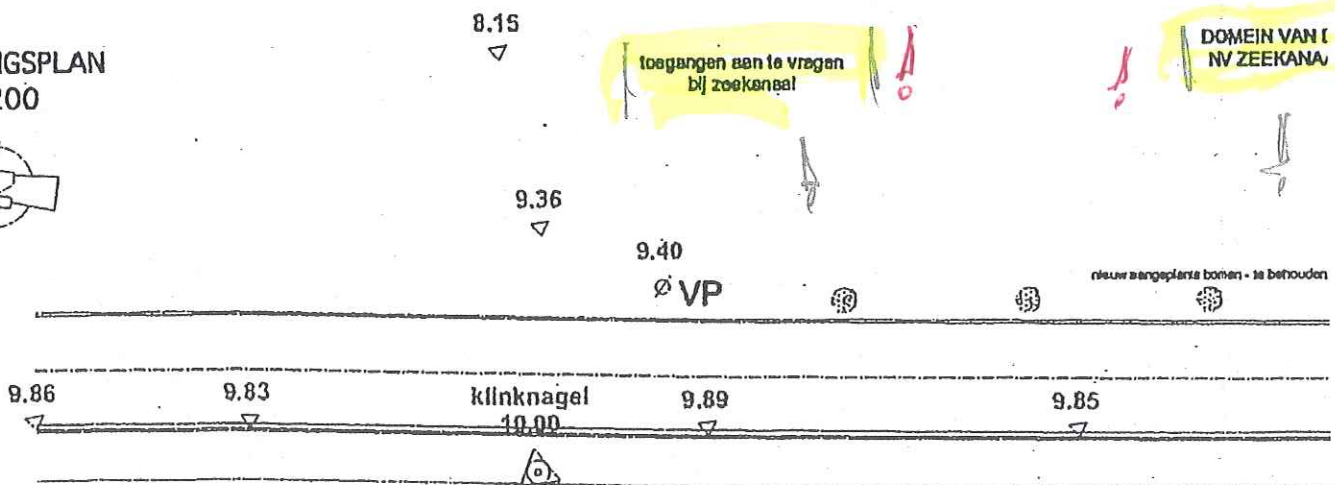 8.15
NGSPLAN
200
toegangen aan te vragen
bij zeekanaal
DOMEIN VAN
NV ZEEKANA
9.36
9.40
Ø VP
nieuw aangeplante bomen - te behouden
9.86
9.83
klinknagel
10.00
9.89
9.85